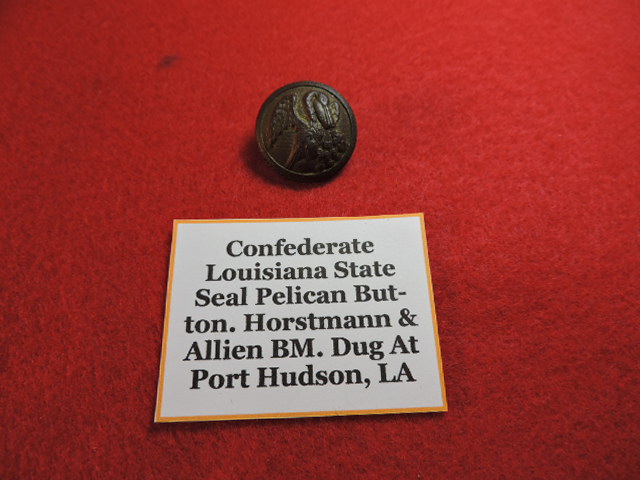 Confederate
Louisiana State
Seal Pelican But-
ton. Horstmann &
Allien BM. Dug At
Port Hudson, LA